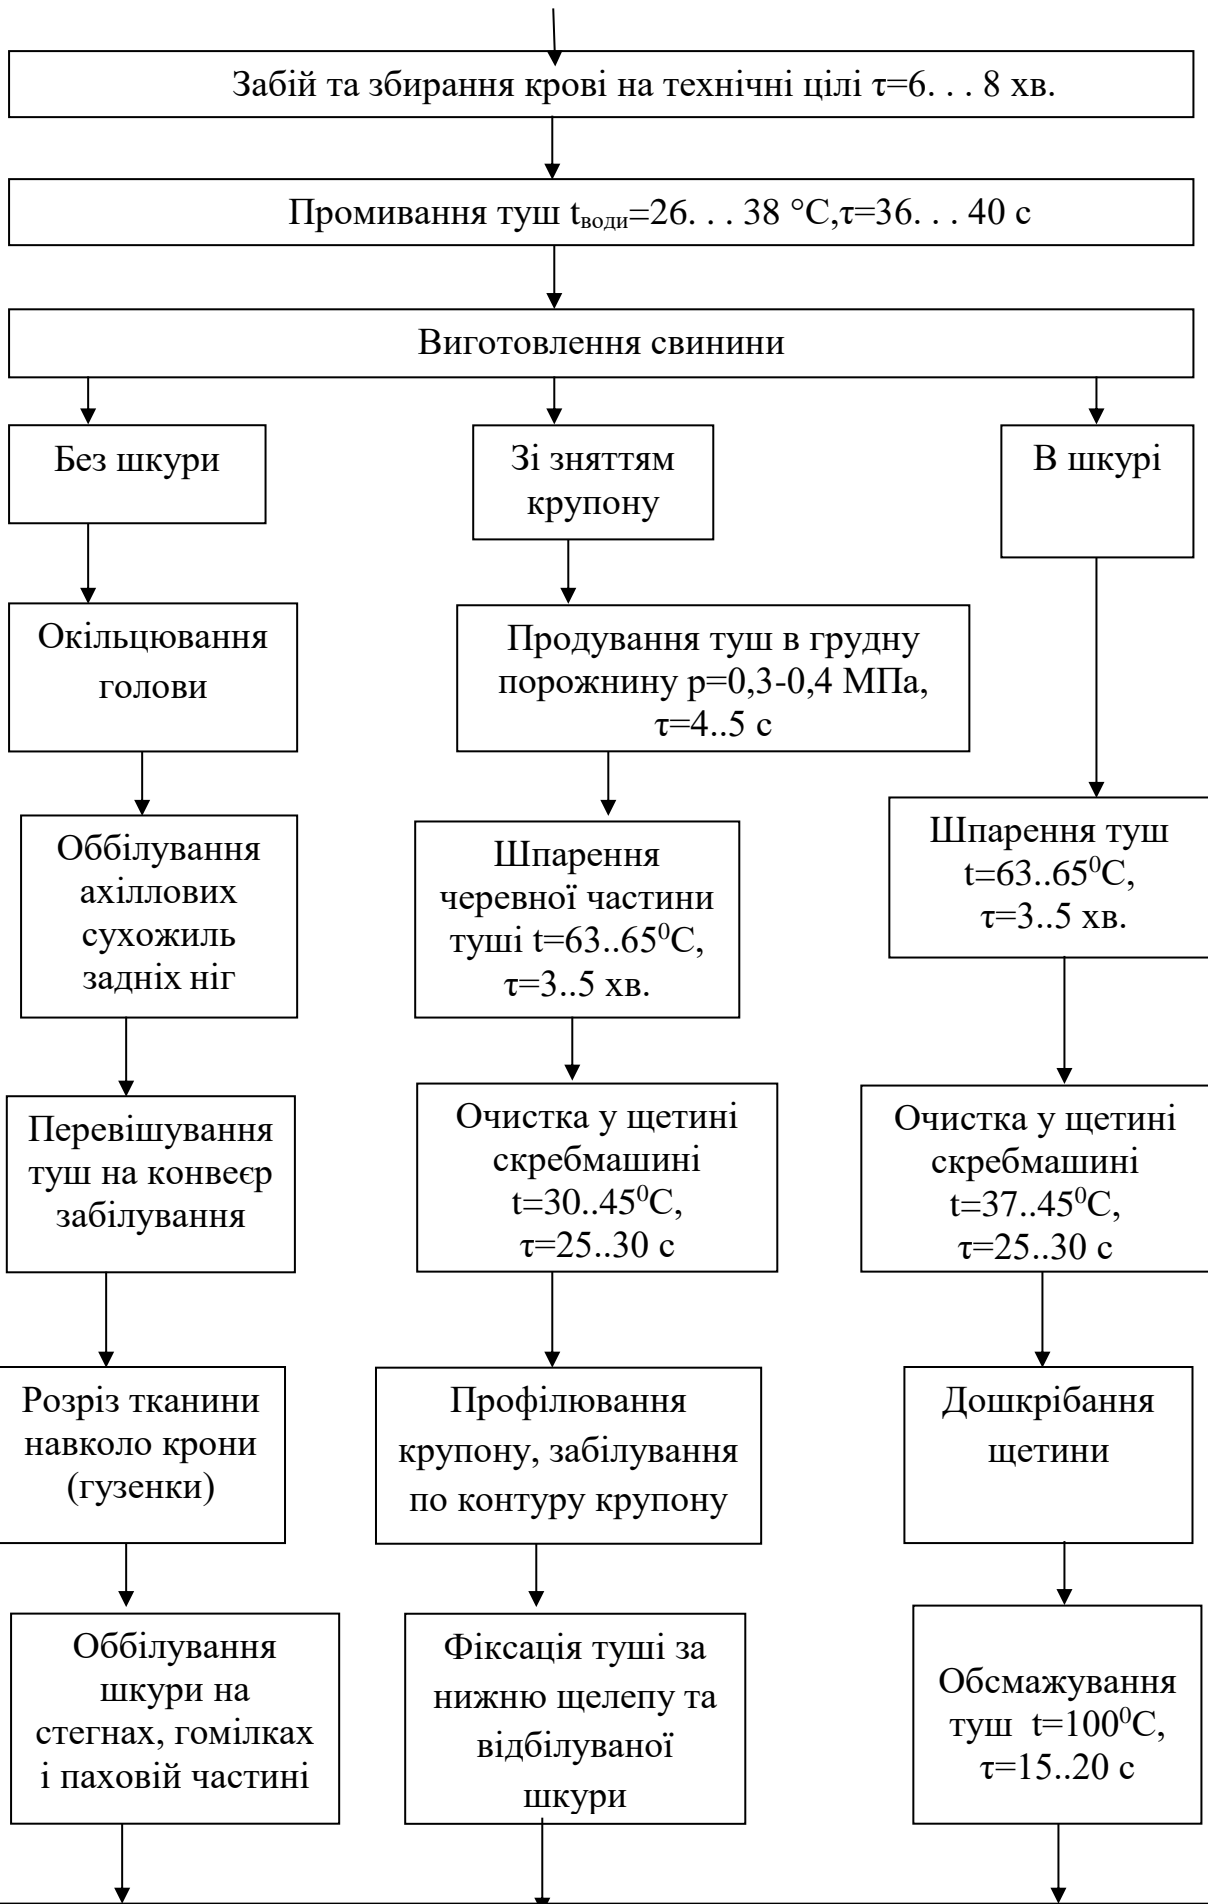 Забій та збирання крові на технічні цілі τ=6. . . 8 хв.
Промивання туш tводи=26. . . 38 °С,τ=36. . . 40 с
Виготовлення свинини
Без шкури
Окільцювання
голови
Оббілування
ахіллових
сухожиль
задніх ніг
Перевішування
туш на конвеєр
забілування
Розріз тканини
навколо крони
(гузенки)
Оббілування
шкури на
стегнах, гомілках
і паховій частині
Зі зняттям
крупону
Продування туш в грудну
порожнину р=0,3-0,4 МПа,
τ=4..5 с
Шпарення
черевної частини
туші t=63..65⁰С,
τ=3..5 хв.
Очистка у щетині
скребмашині
t=30..45⁰С,
τ=25..30 с
Профілювання
крупону, забілування
по контуру крупону
Фіксація туші за
нижню щелепу та
відбілуваної
шкури
В шкурі
Шпарення туш
t=63..65⁰С,
τ=3..5 хв.
Очистка у щетині
скребмашині
t=37..45⁰С,
τ=25..30 с
Дошкрібання
щетини
Обсмажування
туш t=100⁰С,
τ=15..20 с